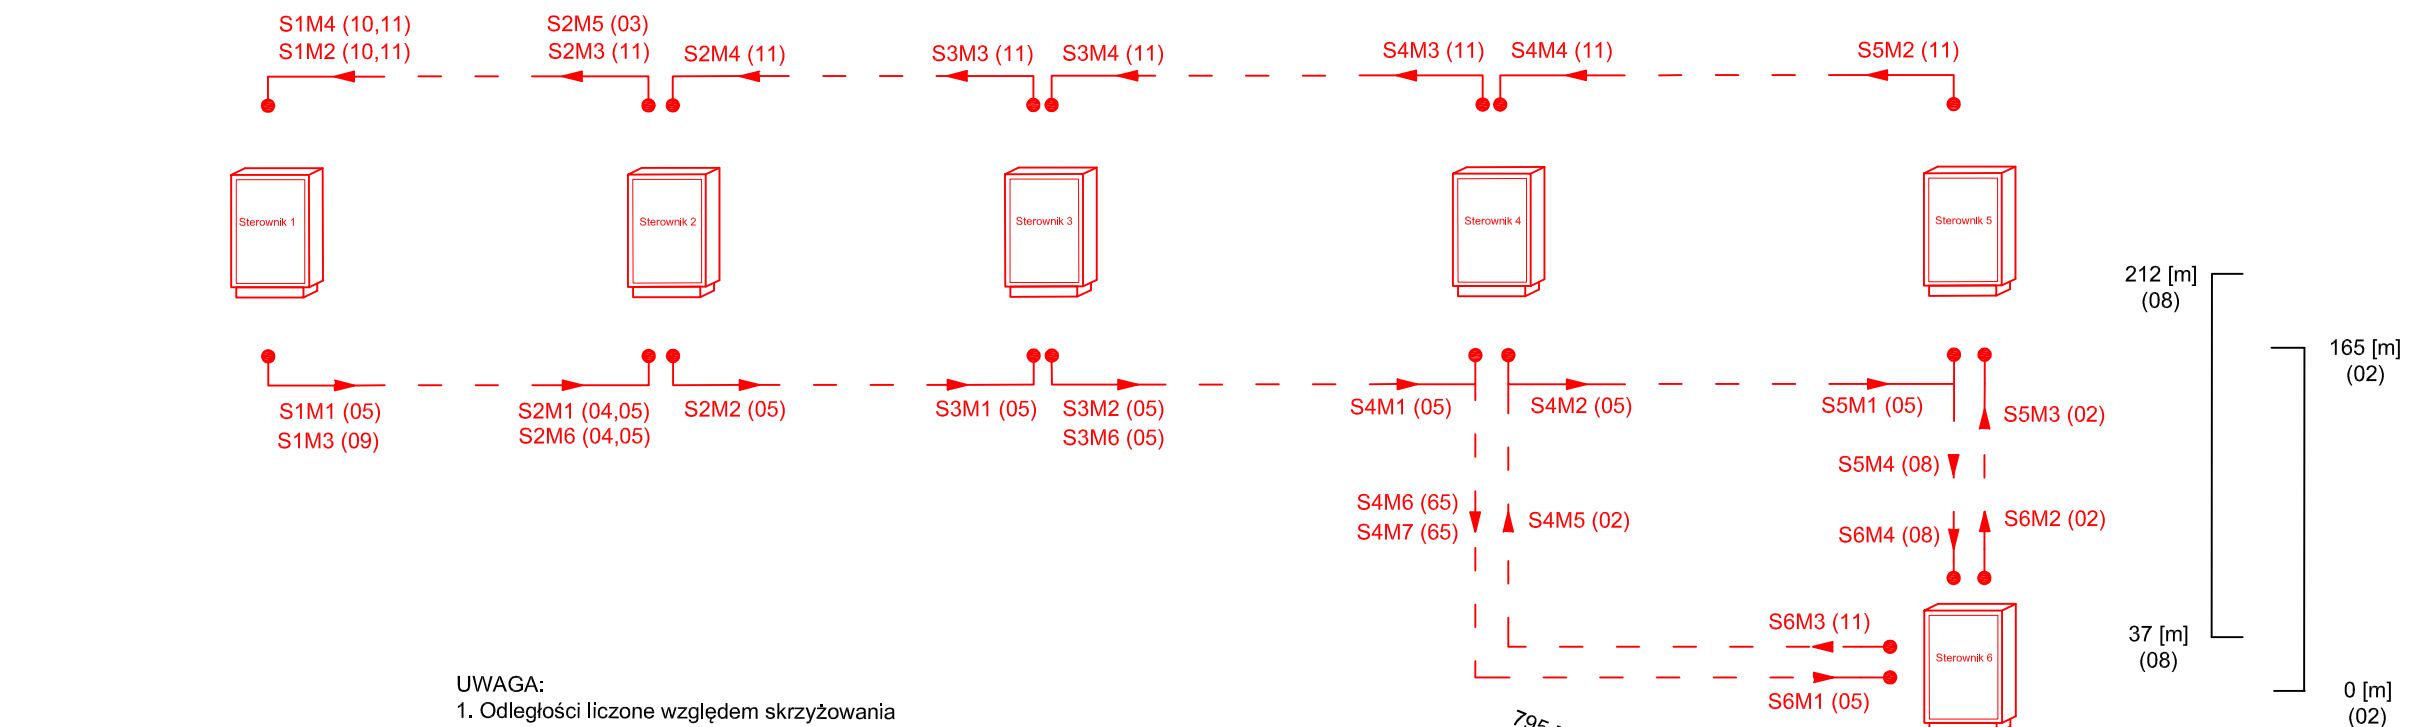 S1M4 (10,11)
S1M2 (10,11)
S2M5 (03)
S2M3 (11)
S2M4 (11)
S3M3 (11)
S3M4 (11)
S4M3 (11)
S4M4 (11)
S5M2 (11)
Sterownik 1
Sterownik 2
Sterownik 3
Sterownik 4
Sterownik 5
212 [m]
(08)
165 [m]
(02)
S1M1 (05)
S1M3 (09)
S2M1 (04,05)
S2M6 (04,05)
S2M2 (05)
S3M1 (05)
S3M2 (05)
S3M6 (05)
S4M1 (05)
S4M2 (05)
S5M1 (05)
S5M3 (02)
S5M4 (08)
S4M6 (65)
S4M7 (65)
S4M5 (02)
S6M4 (08)
S6M2 (02)
S6M3 (11)
S6M1 (05)
Sterownik 6
37 [m]
(08)
0 [m]
(02)
UWAGA:
1. Odległości liczone względem skrzyżowania
795